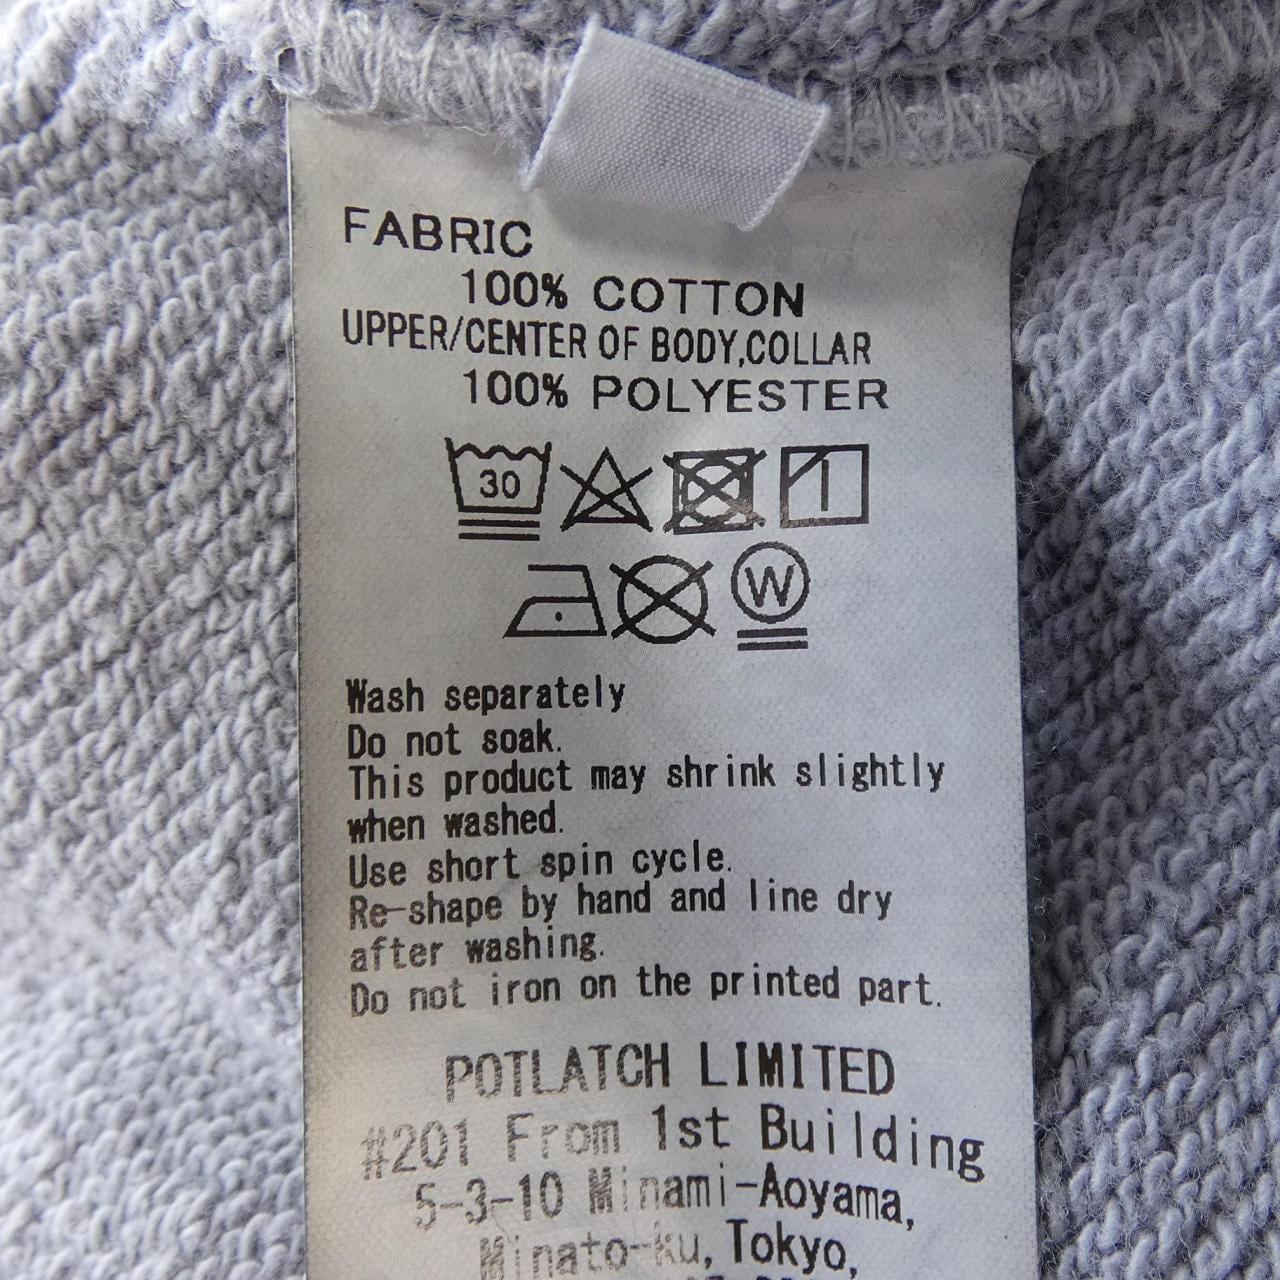 FABRIC
100% COTTON
UPPER/CENTER OF BODY,COLLAR
100% POLYESTER
30
W
Wash separately
Do not soak.
This product may shrink slightly
when washed.
Use short spin cycle.
Re-shape by hand and line dry
after washing.
Do not iron on the printed part.
POTLATCH LIMITED
#201 From 1st Building
5-3-10 Minami-Aoyama,
Minato-ku, Tokyo,